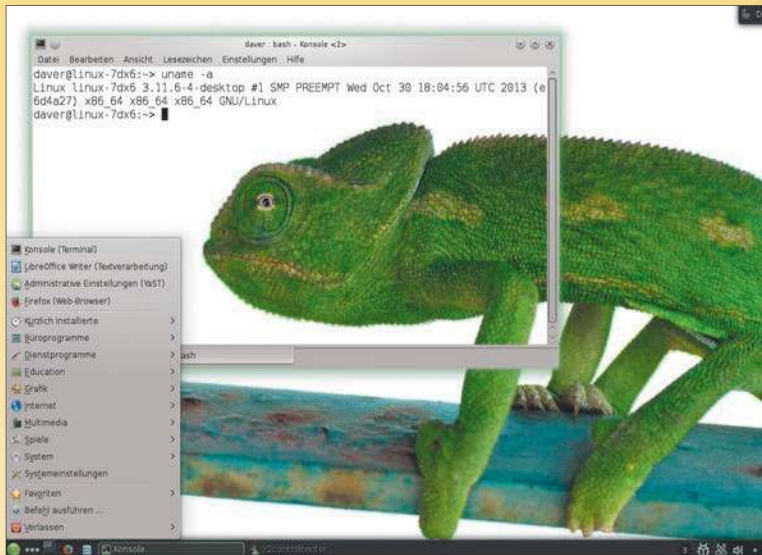 D
daver : bash - Konsole <2>
Datei Bearbeiten Ansicht Lesezeichen Einstellungen Hilfe
daver@linux-7dx6:~> uname -a
Linux linux-7dx6 3.11.6-4-desktop #1 SMP PREEMPT Wed Oct 30 18:04:56 UTC 2013 (e
6d4a27) x86_64 x86_64 x86_64 GNU/Linux
daver@linux-7dx6:~>
Konsole (Terminal)
LibreOffice Writer (Textverarbeitung)
Administrative Einstellungen (YaST)
Firefox (Web-Browser)
Kürzlich Installierte
Büroprogramme
ash
Dienstprogramme
Education
Grafik
Internet
Multimedia
Spiele
System
Systemeinstellungen
Favoriten
Befehl ausführen ...
Verlassen
Konsole
Y2controlcenter